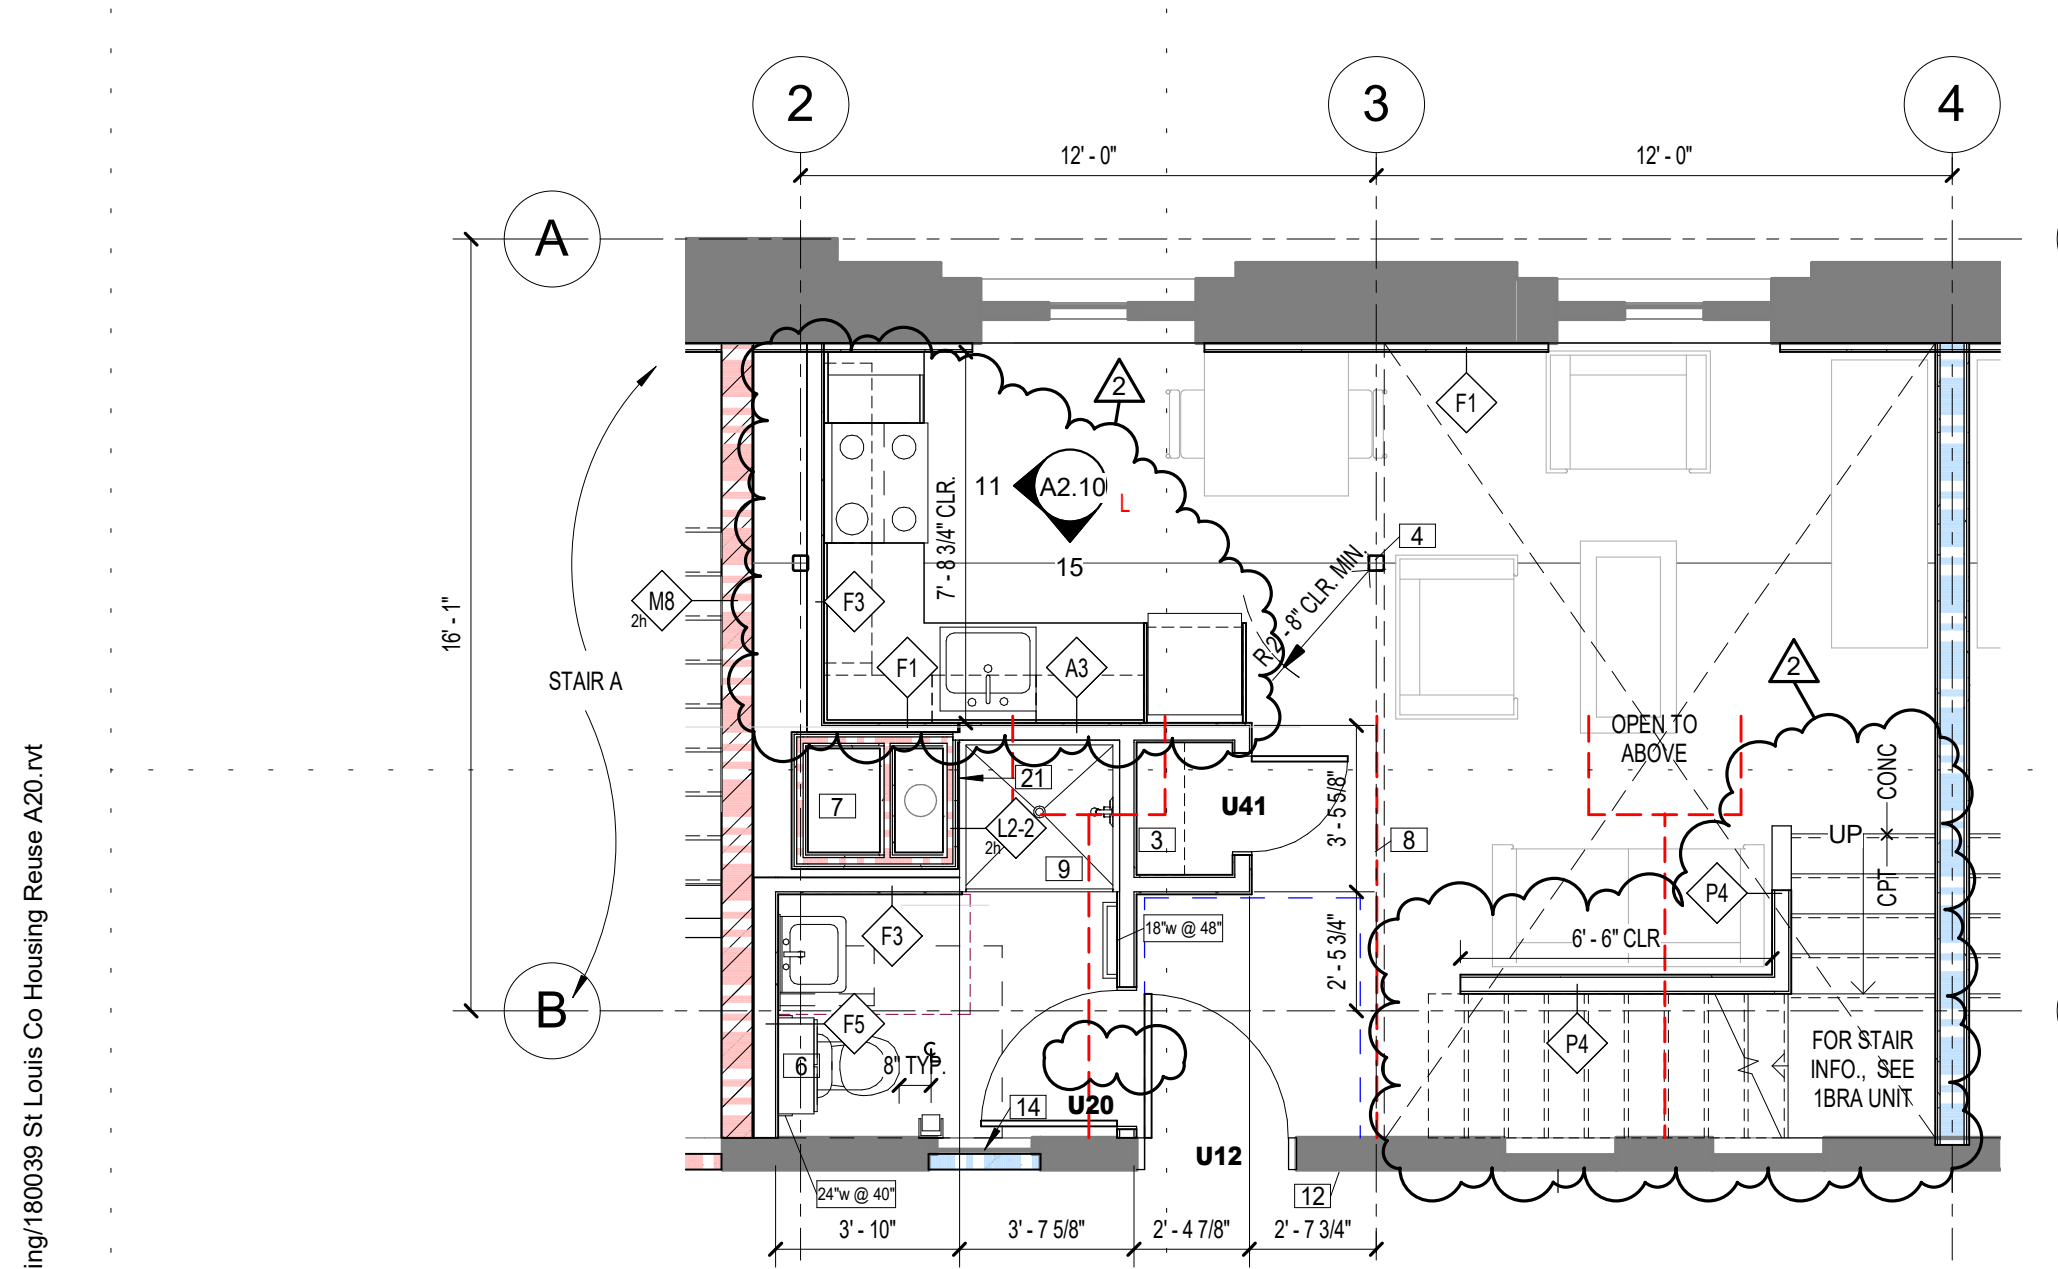 2
3
4
12' - 0"
12' - 0"
A
16' - 1"
STAIR A
B
ing/180039 St Louis Co Housing Reuse A20.rvt
2
F1
11
A2.10
L
15
7' - 8 3/4" CLR.
4
R 2' - 8" CLR. MIN.
M8
2h
F3
F1
A3
2
OPEN TO
ABOVE
CONC
UP
CPT
21
7
U41
3' - 5 5/8"
L2-2
2h
3
8
9
P4
F3
18"w @ 48"
6' - 6" CLR
2' - 5 3/4"
F5
6
8" TYP.
P4
FOR STAIR
INFO., SEE
1BRA UNIT
14
U20
U12
24"w @ 40"
12
3' - 10"
3' - 7 5/8"
2' - 4 7/8"
2' - 7 3/4"